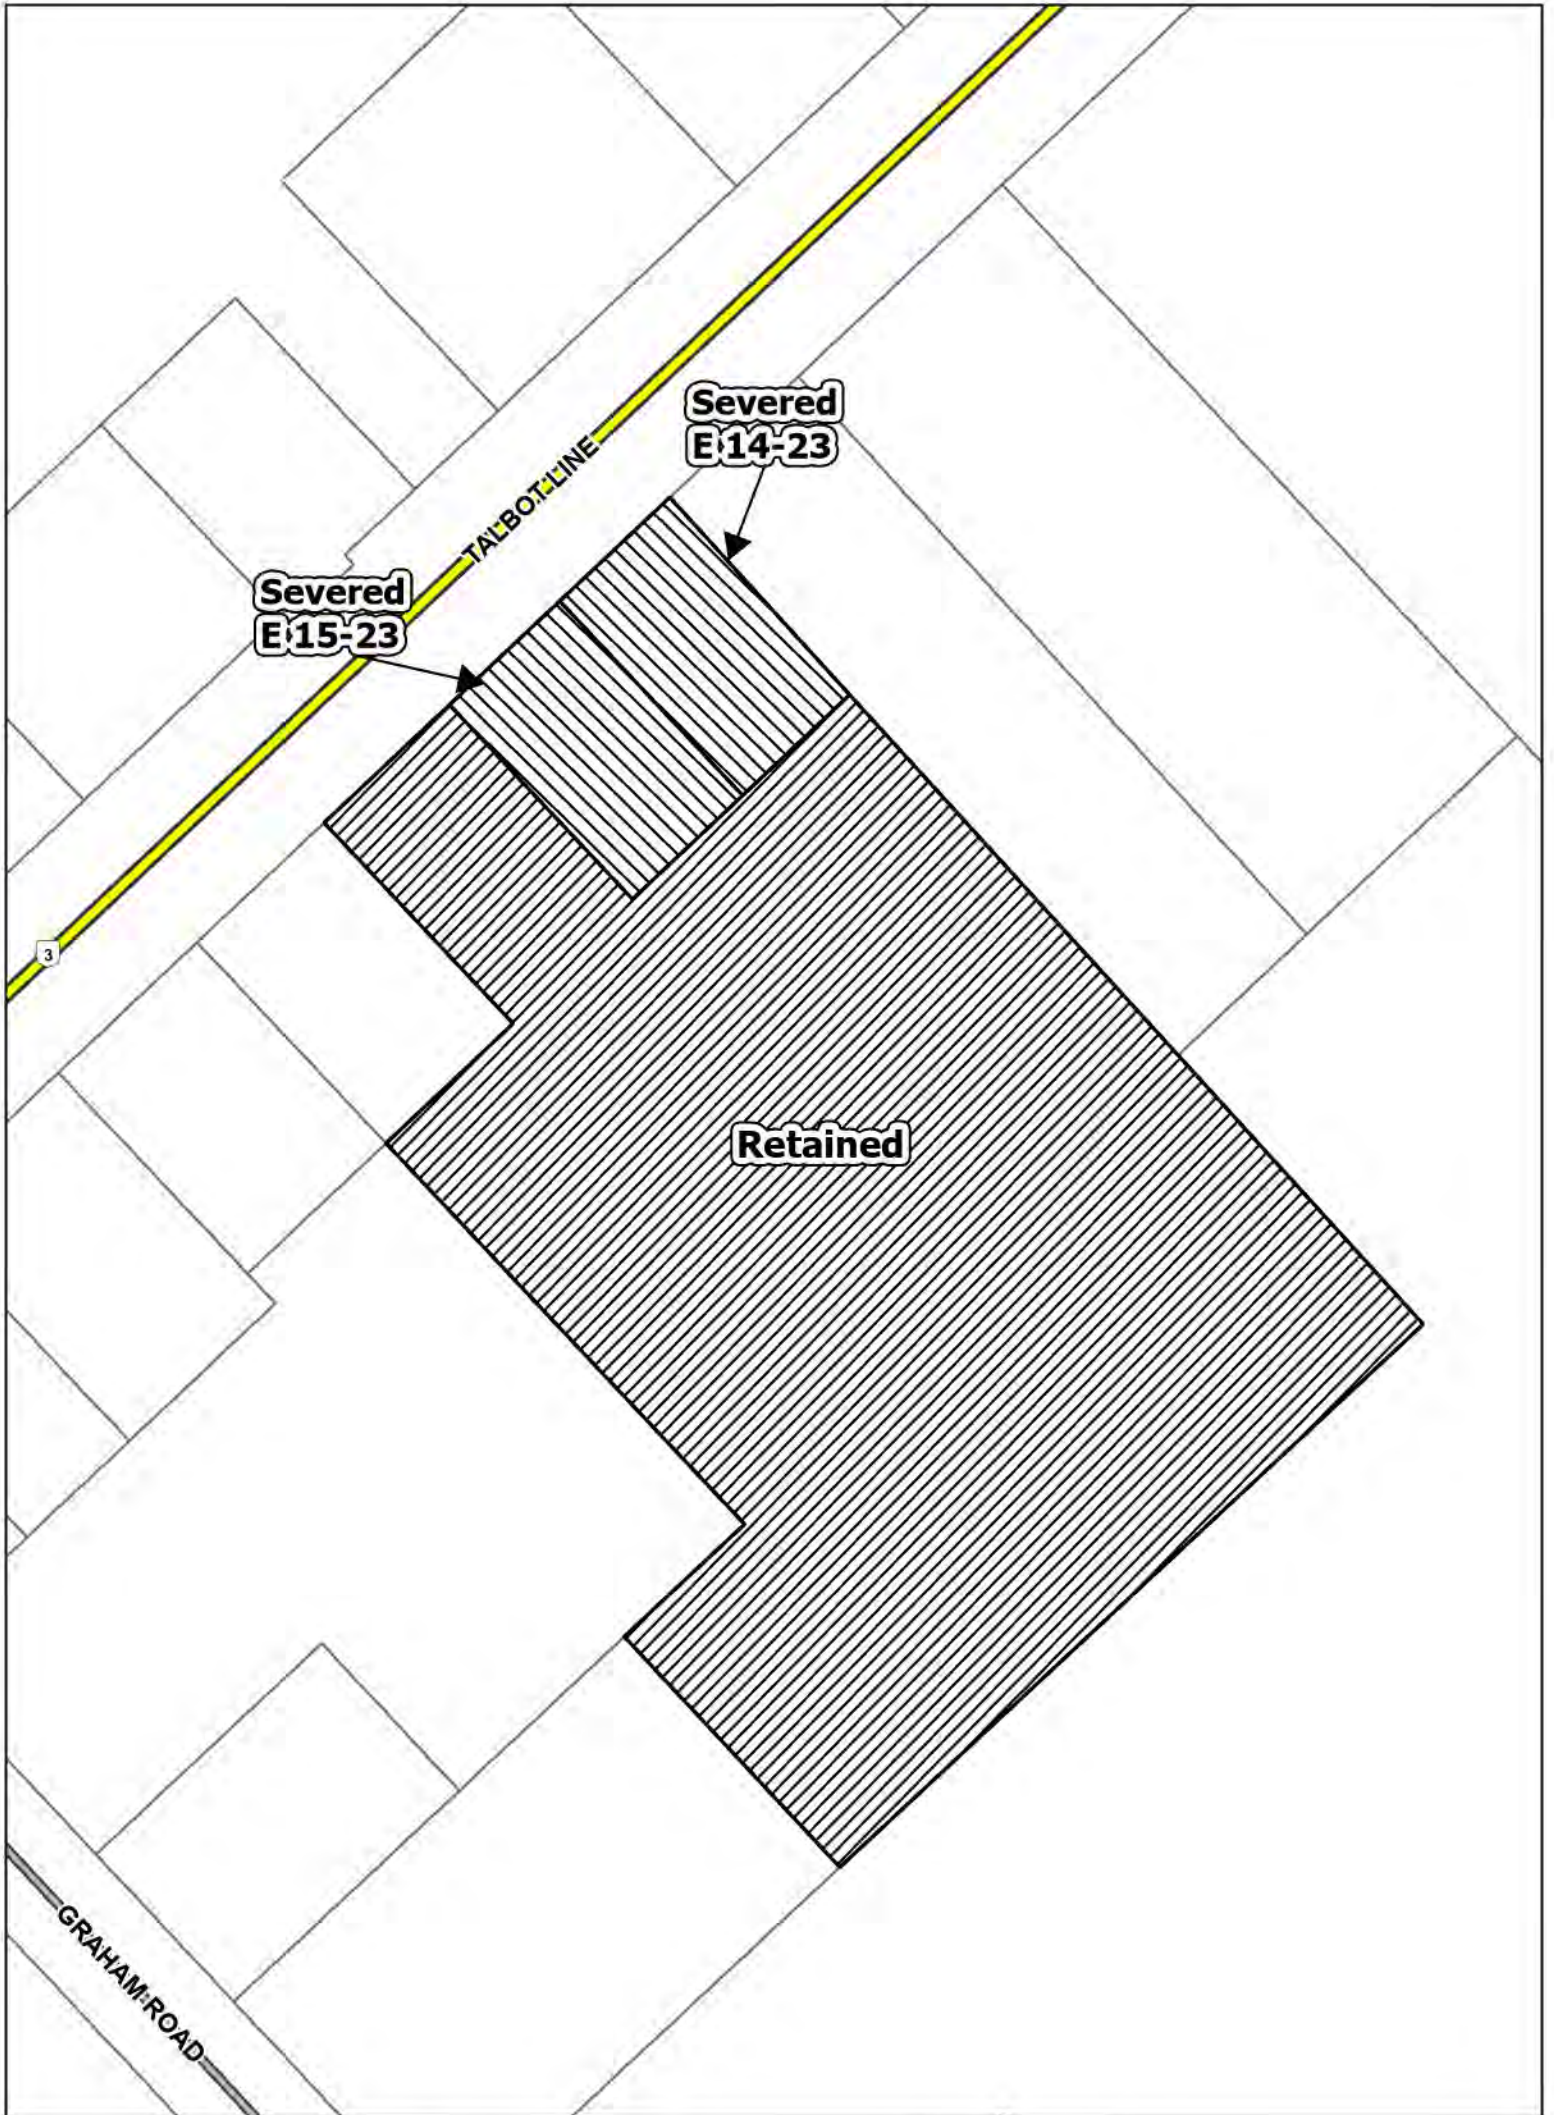 Severed
E 14-23
TALBOT LINE
Severed
E 15-23
3
Retained
GRAHAM ROAD